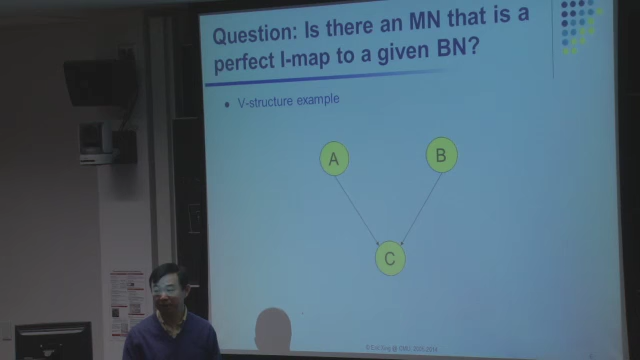 Question: Is there an MN that is a
perfect I-map to a given BN?
V-structure example
A
B
C